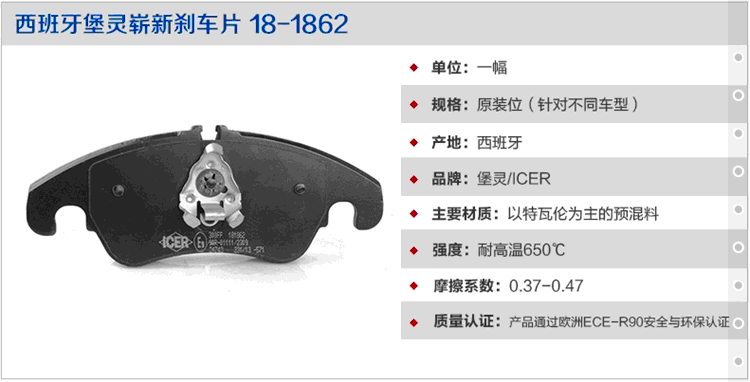 西班牙堡灵崭新刹车片 18-1862
单位：一幅
规格：原装位（针对不同车型）
产地：西班牙
品牌：堡灵/ICER
主要材质：以特瓦伦为主的预混料
强度：耐高温650℃
摩擦系数：0.37-0.47
质量认证：产品通过欧洲ECE-R90安全与环保认证
ICER
181862